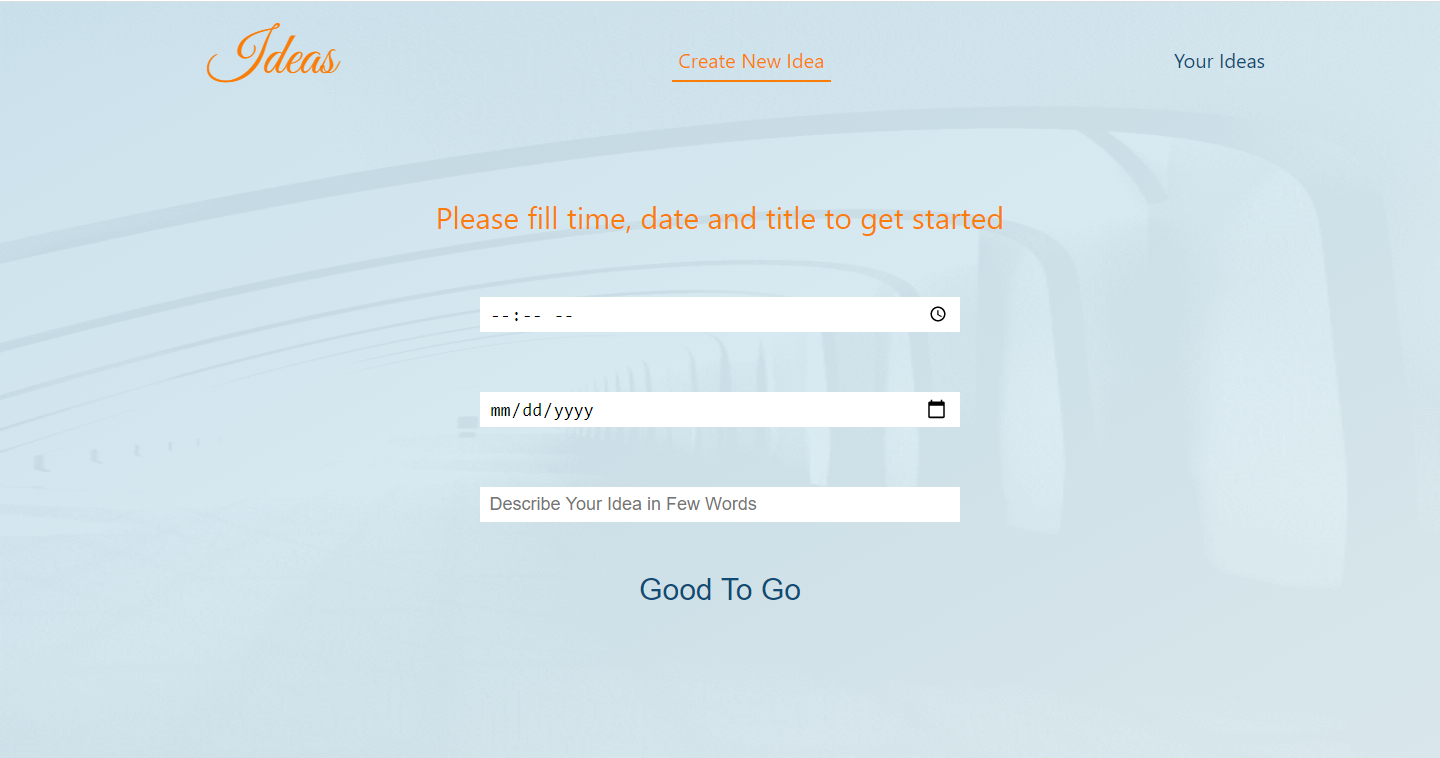 Ideas
Create New Idea
Your Ideas
Please fill time, date and title to get started
--:-- --
mm/dd/yyyy
Describe Your Idea in Few Words
Good To Go